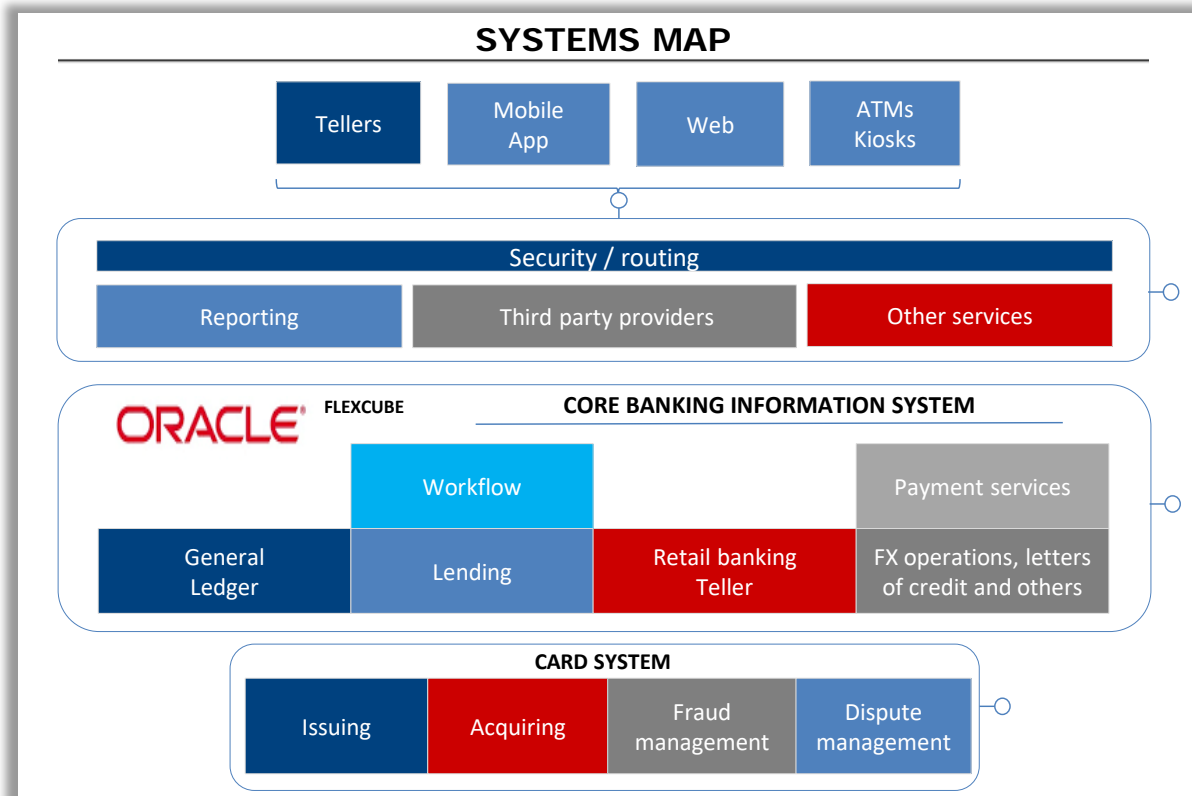 SYSTEMS MAP
Tellers
Mobile
App
Web
ATMs
Kiosks
Security / routing
Reporting
Third party providers
Other services
ORACLE®
FLEXCUBE
CORE BANKING INFORMATION SYSTEM
Workflow
Payment services
General
Ledger
Lending
Retail banking
Teller
FX operations, letters
of credit and others
CARD SYSTEM
Issuing
Acquiring
Fraud
management
Dispute
management